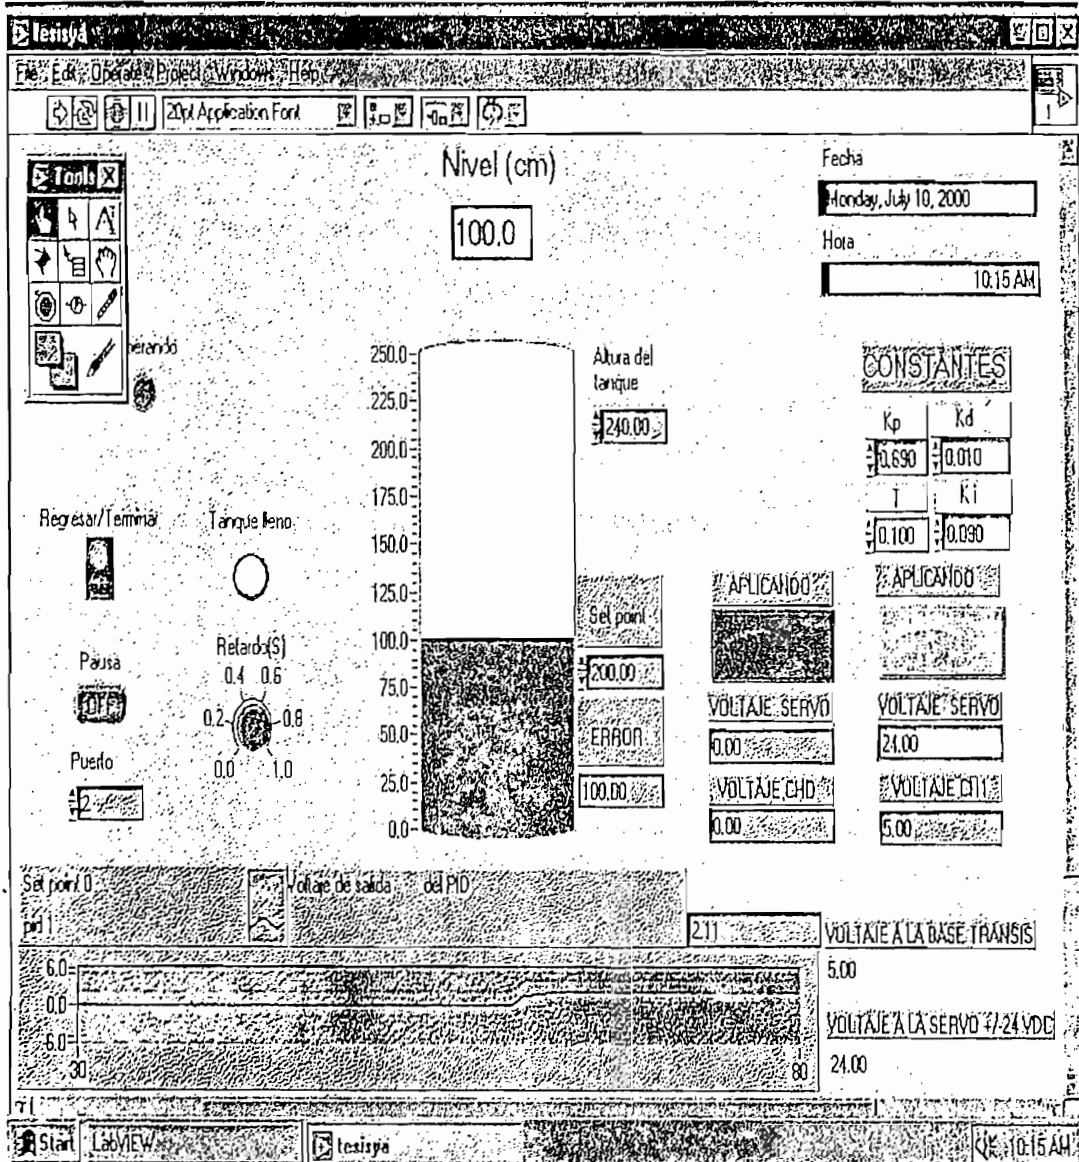 tesisya
File Edit Operate Project Windows Help
20pt Application Font
1
Tools
Nivel (cm)
100.0
Fecha
Monday, July 10, 2000
Hora
10:15 AM
perando
250.0
225.0
200.0
175.0
150.0
125.0
100.0
75.0
50.0
25.0
0.0
Altura del
tanque
240.00
CONSTANTES
Kp Kd
0.690 0.010
T Ki
0.100 0.090
Regresar/Terminar
Tanque lleno
Pausa
OFF
Retardo(S)
0.4 0.6
0.2 0.8
0.0 1.0
Puerto
2
Set point
200.00
ERROR
100.00
APLICANDO
VOLTAJE SERVO
0.00
VOLTAJE CH0
0.00
APLICANDO
VOLTAJE SERVO
24.00
VOLTAJE CH1
5.00
Set point 0
pid 1
Voltaje de salida del PID
2.11
6.0
0.0
6.0
30 80
VOLTAJE A LA BASE TRANSIS
5.00
VOLTAJE A LA SERVO +/-24 VDC
24.00
Start LabVIEW tesisya 10:15 AM